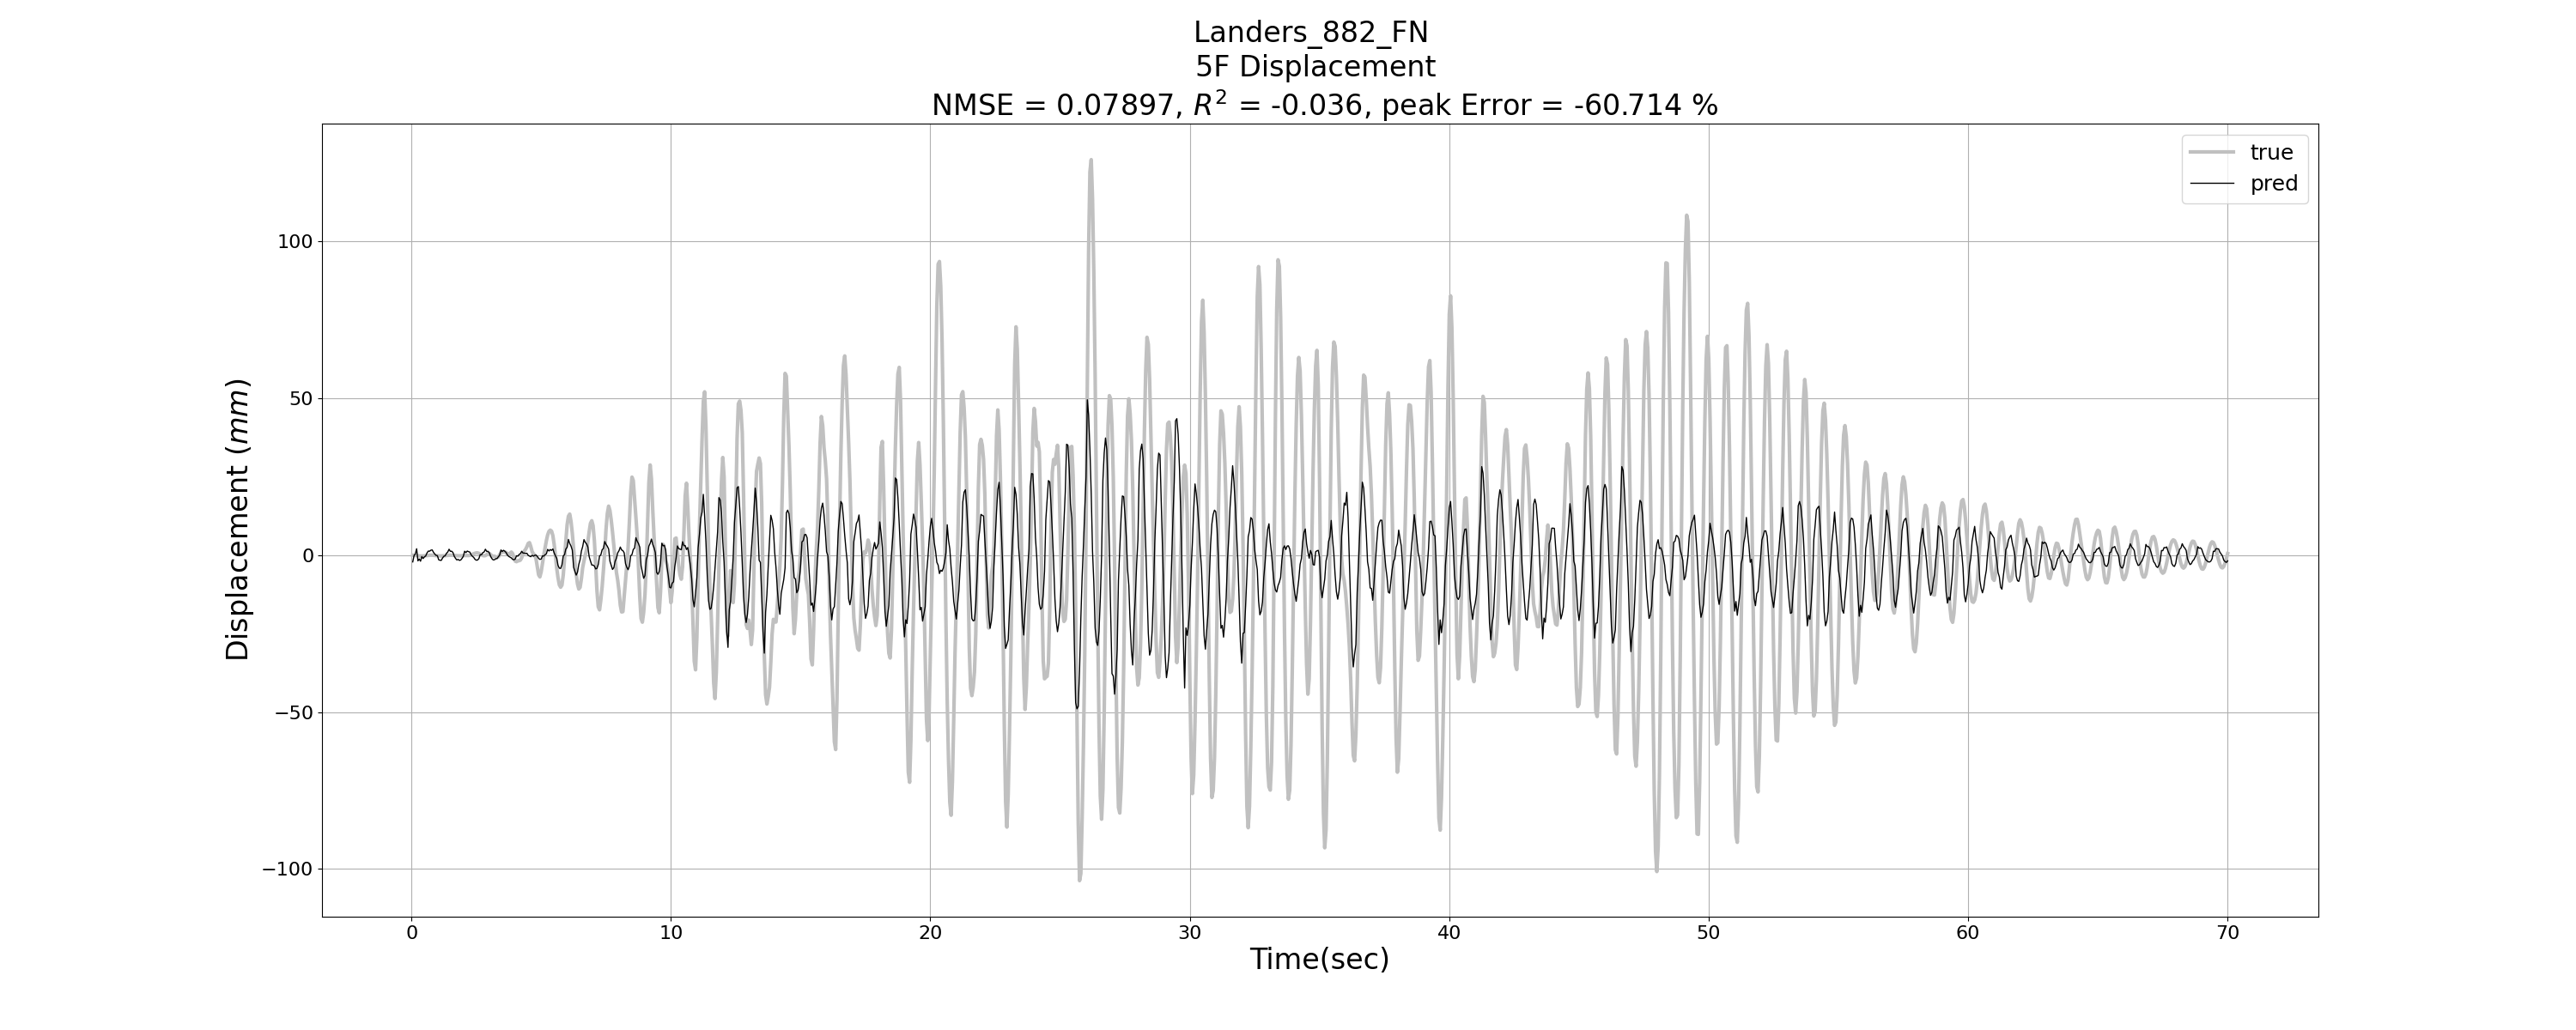 Landers_882_FN
5F Displacement
NMSE = 0.07897, R² = -0.036, peak Error = -60.714 %
true
pred
Displacement (mm)
100
50
0
−50
−100
0 10 20 30 40 50 60 70
Time(sec)